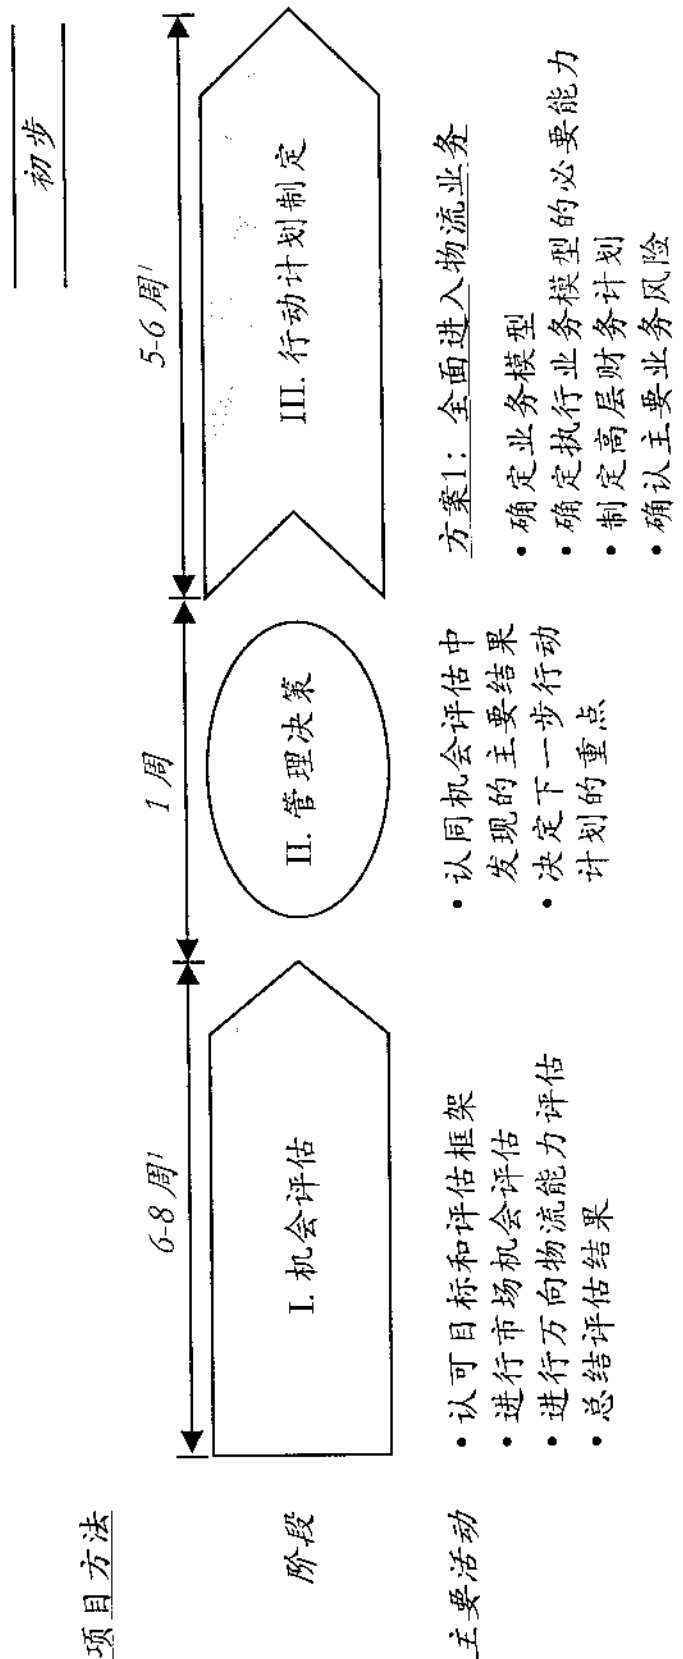 项目方法
初步
6-8 周¹
1 周
5-6 周¹
阶段
I. 机会评估
II. 管理决策
III. 行动计划制定
主要活动
• 认可目标和评估框架
• 进行市场机会评估
• 进行万向物流能力评估
• 总结评估结果
• 认同机会评估中
发现的主要结果
• 决定下一步行动
计划的重点
方案1：全面进入物流业务
• 确定业务模型
• 确定执行业务模型的必要能力
• 制定高层财务计划
• 确认主要业务风险